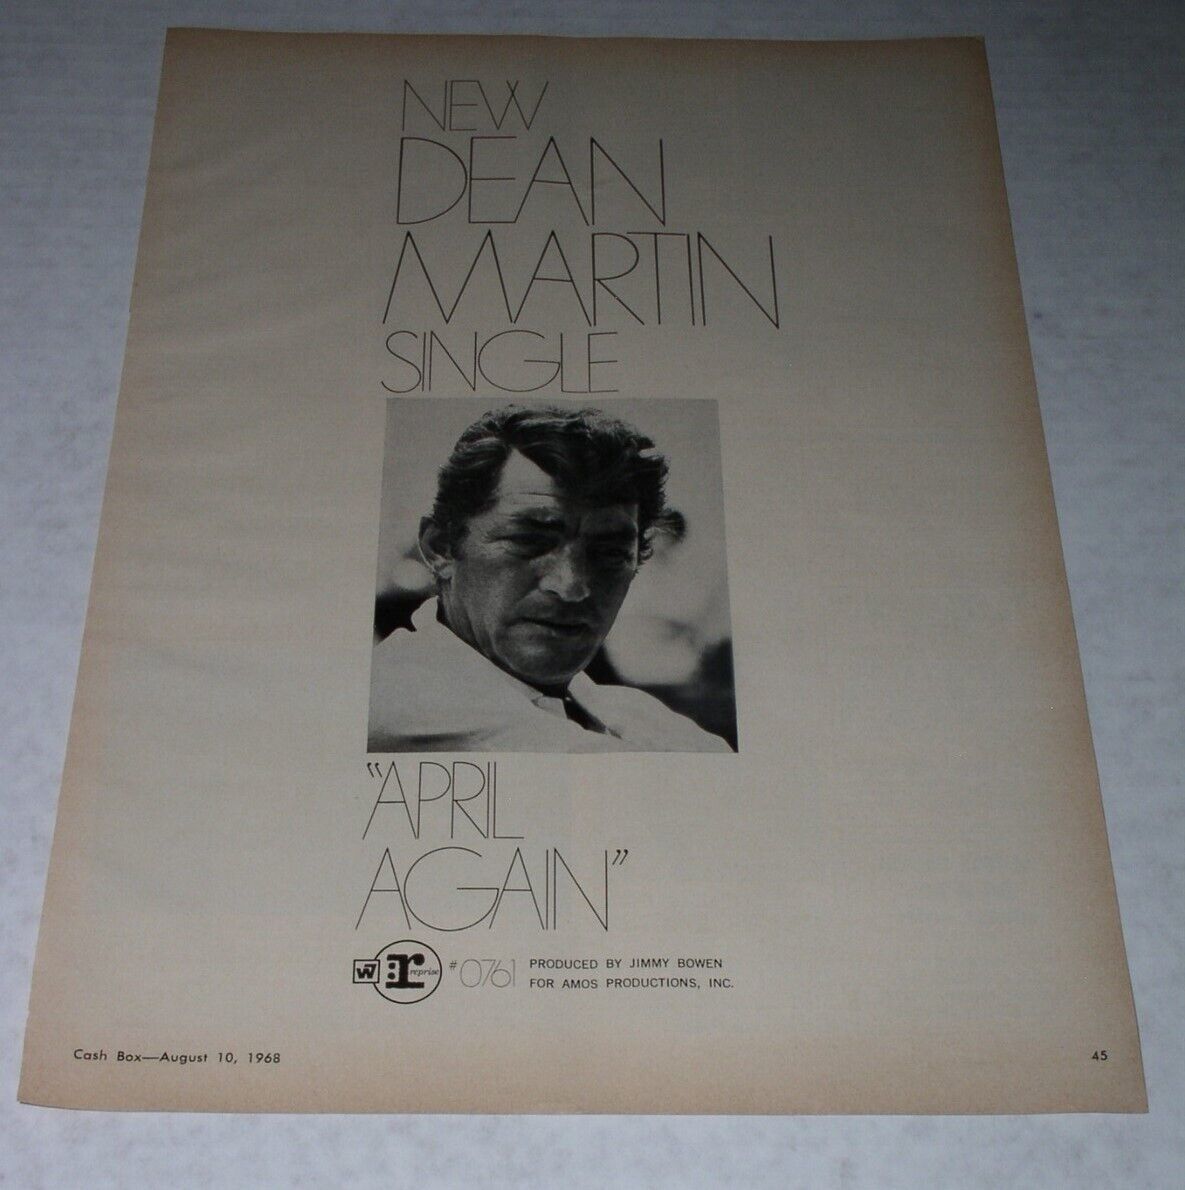 NEW
DEAN
MARTIN
SINGLE
"APRIL
AGAIN"
W7 r reprise #0761 PRODUCED BY JIMMY BOWEN
FOR AMOS PRODUCTIONS, INC.
Cash Box—August 10, 1968 45